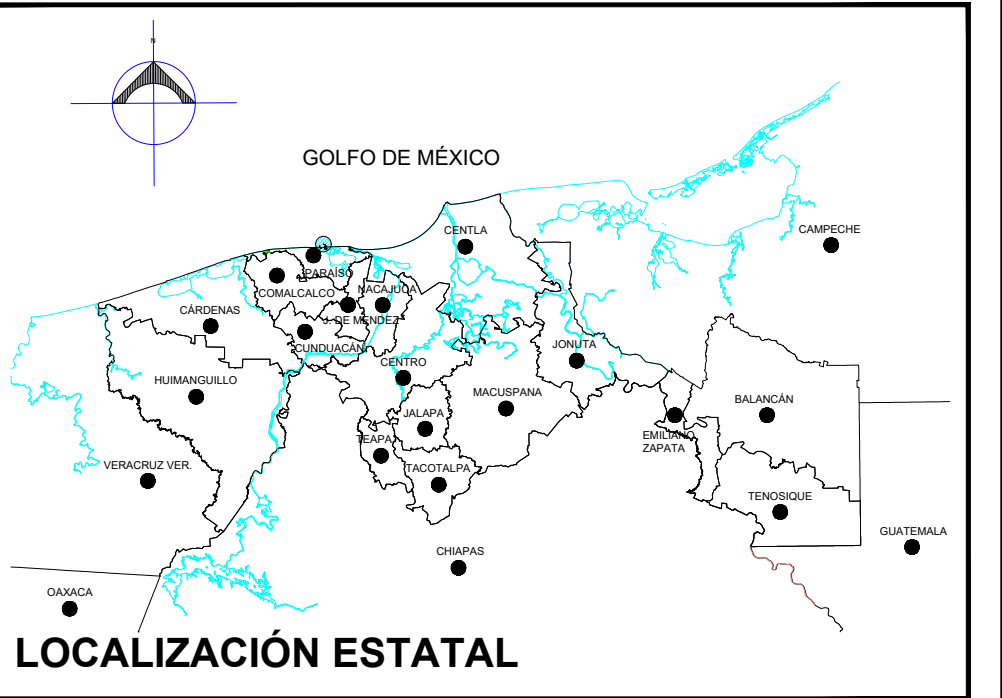 N
GOLFO DE MÉXICO
CENTLA
CAMPECHE
PARAÍSO
COMALCALCO
NACAJUCA
CÁRDENAS
J. DE MENDEZ
CUNDUACÁN
JONUTA
CENTRO
HUIMANGUILLO
MACUSPANA
BALANCÁN
JALAPA
EMILIANO
ZAPATA
TEAPA
VERACRUZ VER.
TACOTALPA
TENOSIQUE
GUATEMALA
CHIAPAS
OAXACA
LOCALIZACIÓN ESTATAL